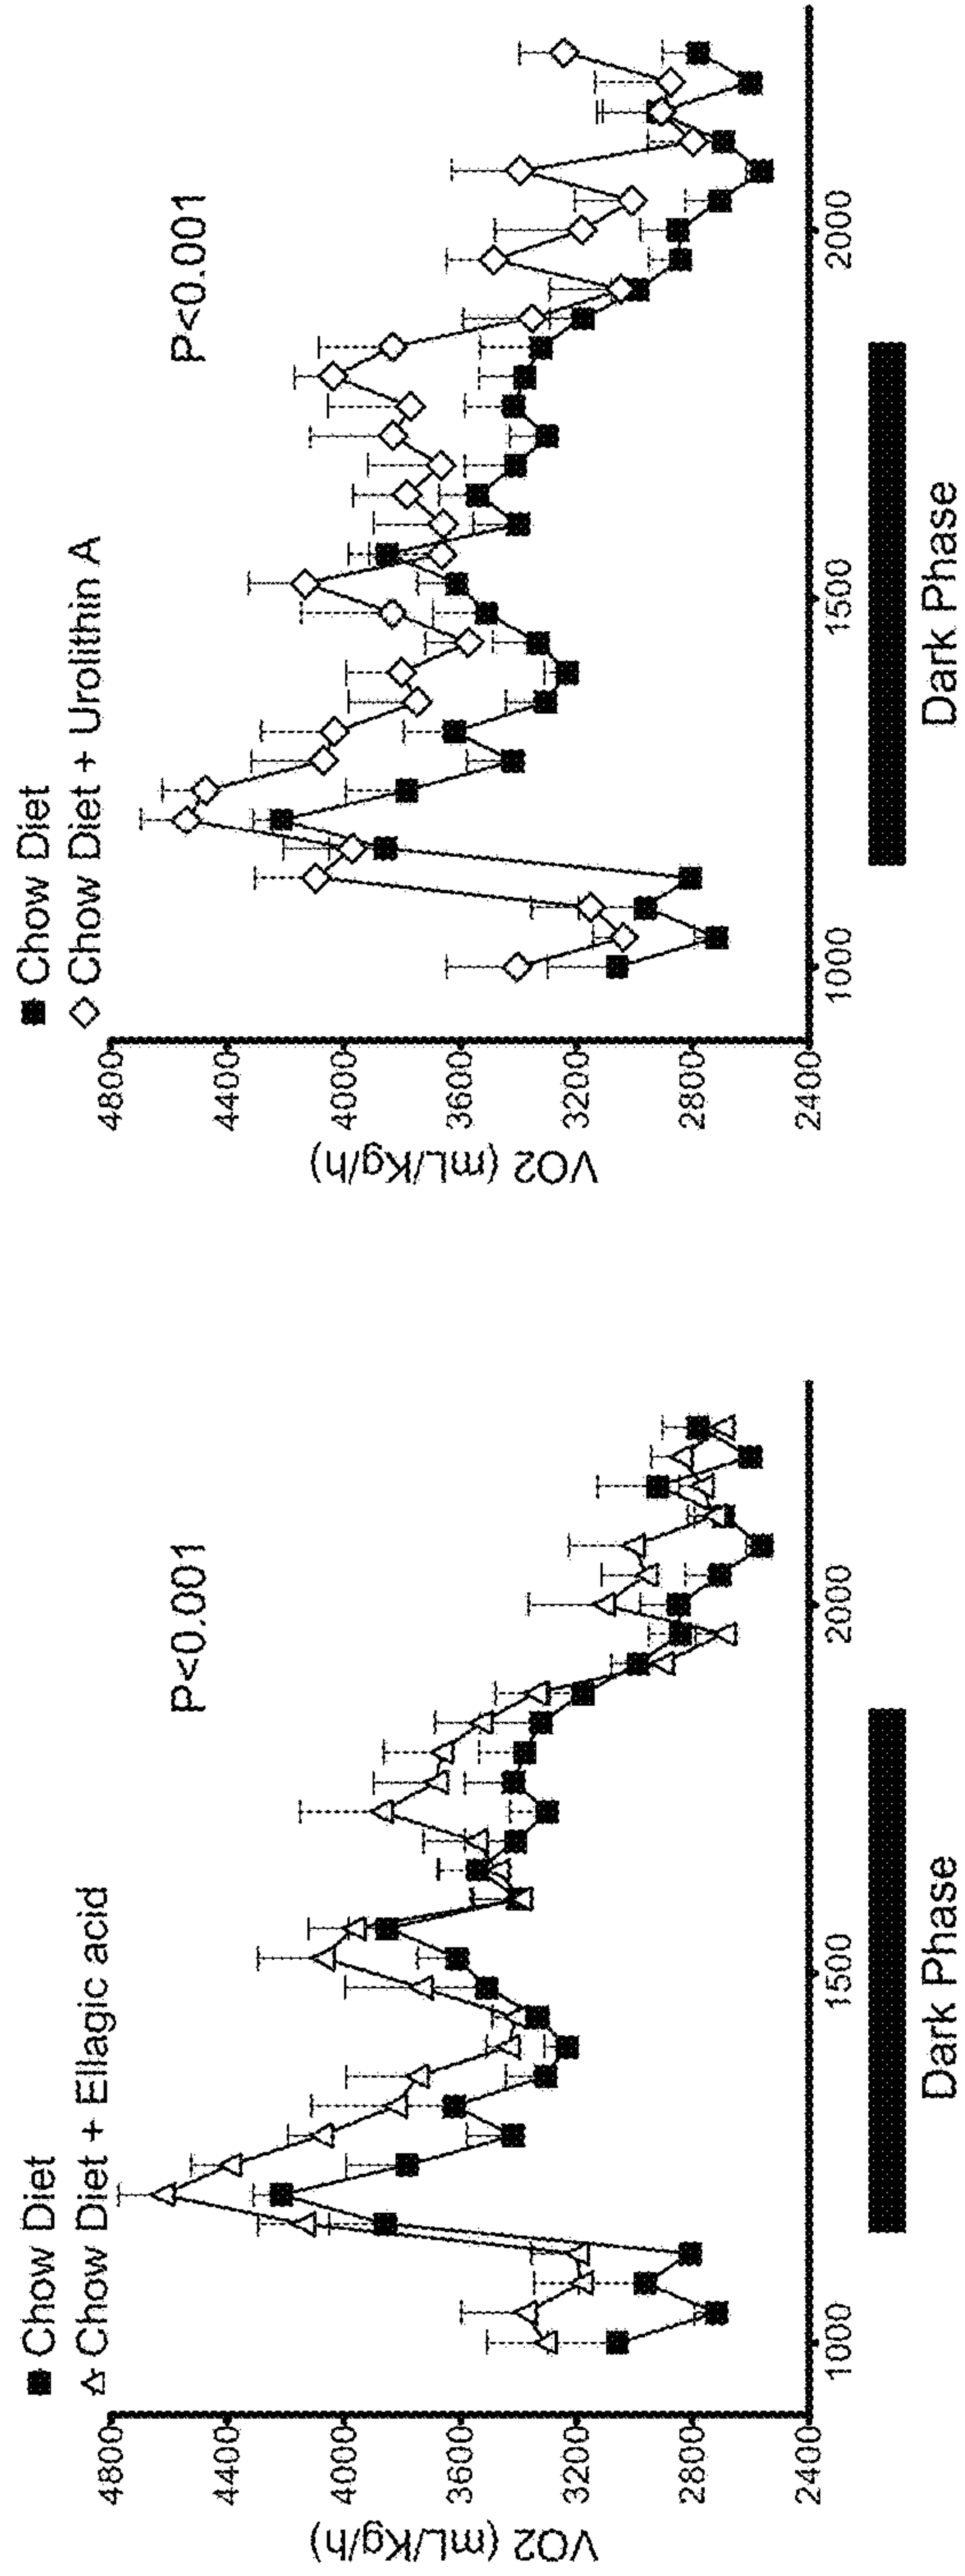 Chow Diet
Chow Diet + Ellagic acid
P<0.001
VO2 (mL/Kg/h)
4800
4400
4000
3600
3200
2800
2400
1000
1500
2000
Dark Phase
Chow Diet
Chow Diet + Urolithin A
P<0.001
VO2 (mL/Kg/h)
4800
4400
4000
3600
3200
2800
2400
1000
1500
2000
Dark Phase